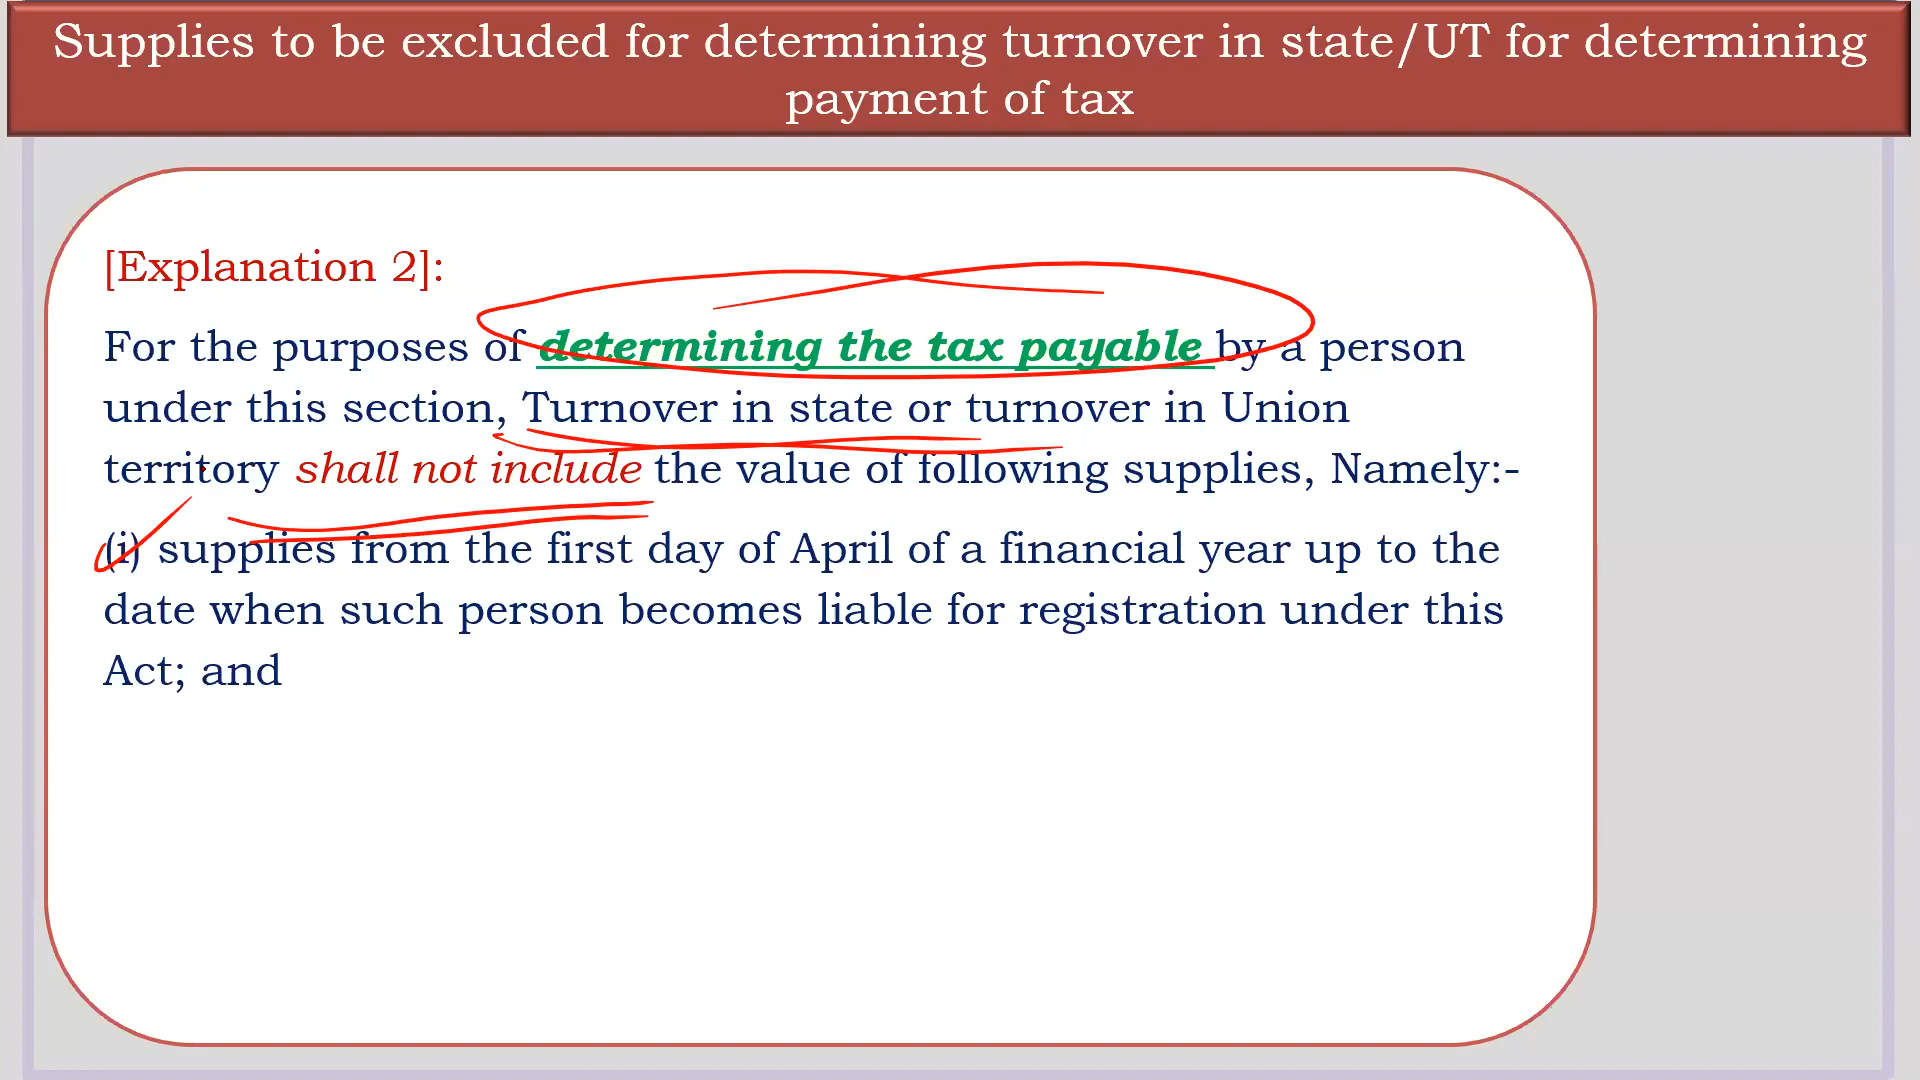 Supplies to be excluded for determining turnover in state/UT for determining
payment of tax
[Explanation 2]:
For the purposes of determining the tax payable by a person
under this section, Turnover in state or turnover in Union
territory shall not include the value of following supplies, Namely:-
(i) supplies from the first day of April of a financial year up to the
date when such person becomes liable for registration under this
Act; and